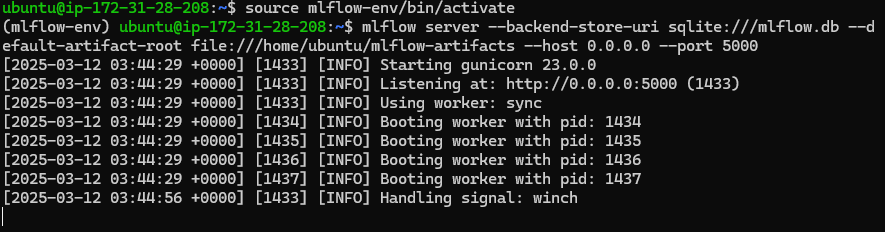 ubuntu@ip-172-31-28-208:~$ source mlflow-env/bin/activate
(mlflow-env) ubuntu@ip-172-31-28-208:~$ mlflow server --backend-store-uri sqlite:///mlflow.db --d
efault-artifact-root file:///home/ubuntu/mlflow-artifacts --host 0.0.0.0 --port 5000
[2025-03-12 03:44:29 +0000] [1433] [INFO] Starting gunicorn 23.0.0
[2025-03-12 03:44:29 +0000] [1433] [INFO] Listening at: http://0.0.0.0:5000 (1433)
[2025-03-12 03:44:29 +0000] [1433] [INFO] Using worker: sync
[2025-03-12 03:44:29 +0000] [1434] [INFO] Booting worker with pid: 1434
[2025-03-12 03:44:29 +0000] [1435] [INFO] Booting worker with pid: 1435
[2025-03-12 03:44:29 +0000] [1436] [INFO] Booting worker with pid: 1436
[2025-03-12 03:44:29 +0000] [1437] [INFO] Booting worker with pid: 1437
[2025-03-12 03:44:56 +0000] [1433] [INFO] Handling signal: winch